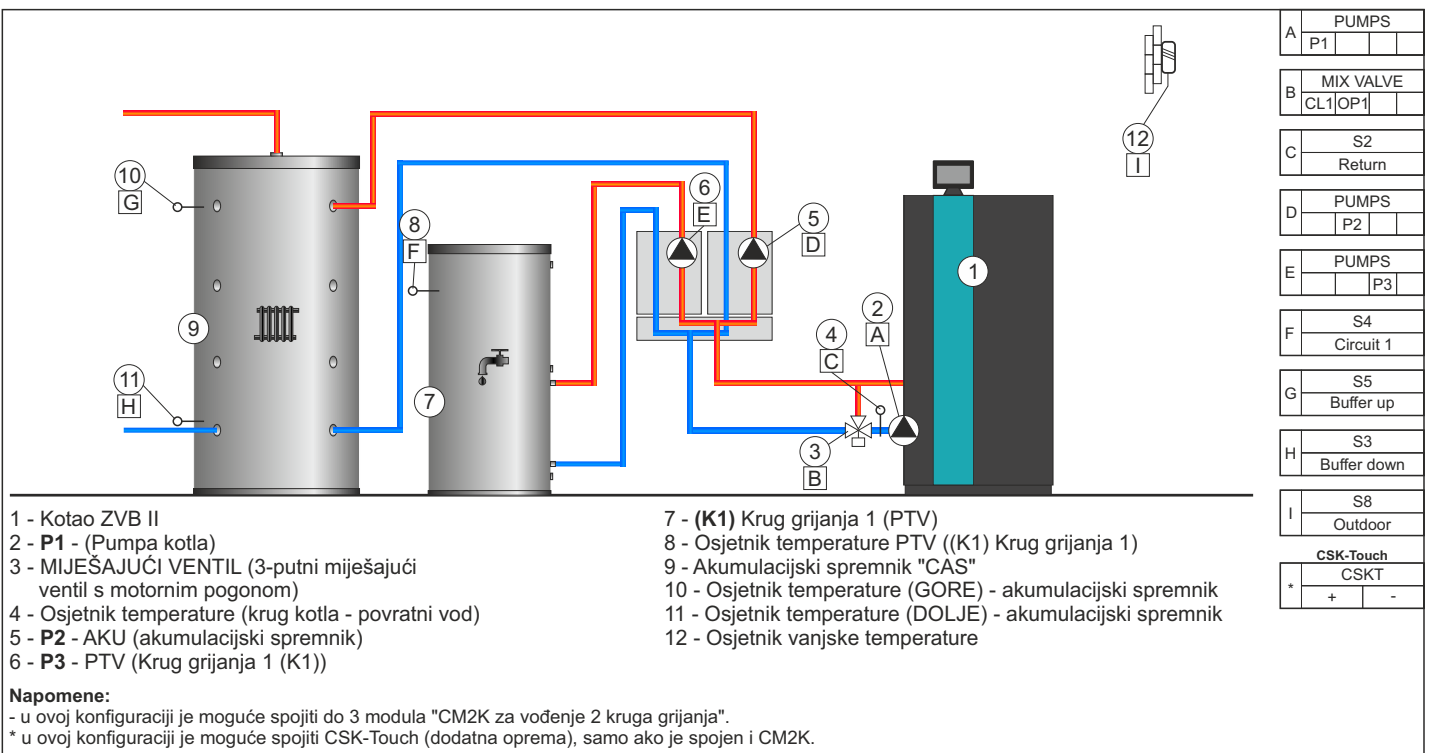 10
G
11
H
9
8
F
7
6
E
5
D
4
C
3
B
2
A
1
12
I
A PUMPS
P1
B MIX VALVE
CL1 OP1
C S2
Return
D PUMPS
P2
E PUMPS
P3
F S4
Circuit 1
G S5
Buffer up
H S3
Buffer down
I S8
Outdoor
CSK-Touch
* CSKT
+ -
1 - Kotao ZVB II
2 - P1 - (Pumpa kotla)
3 - MIJEŠAJUĆI VENTIL (3-putni miješajući
ventil s motornim pogonom)
4 - Osjetnik temperature (krug kotla - povratni vod)
5 - P2 - AKU (akumulacijski spremnik)
6 - P3 - PTV (Krug grijanja 1 (K1))
7 - (K1) Krug grijanja 1 (PTV)
8 - Osjetnik temperature PTV ((K1) Krug grijanja 1)
9 - Akumulacijski spremnik "CAS"
10 - Osjetnik temperature (GORE) - akumulacijski spremnik
11 - Osjetnik temperature (DOLJE) - akumulacijski spremnik
12 - Osjetnik vanjske temperature
Napomene:
- u ovoj konfiguraciji je moguće spojiti do 3 modula "CM2K za vođenje 2 kruga grijanja".
* u ovoj konfiguraciji je moguće spojiti CSK-Touch (dodatna oprema), samo ako je spojen i CM2K.